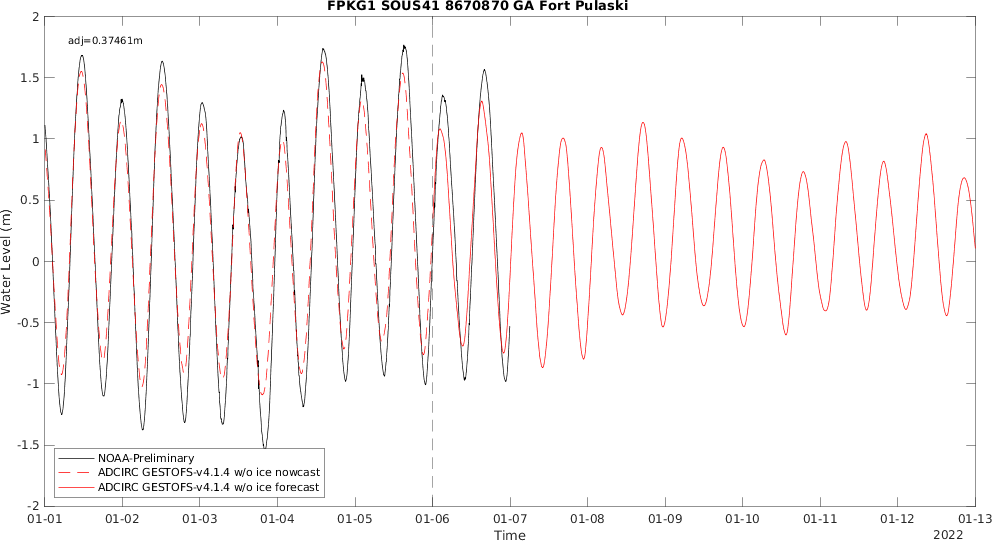 FPKG1 SOUS41 8670870 GA Fort Pulaski
adj=0.37461m
Water Level (m)
2
1.5
1
0.5
0
-0.5
-1
-1.5
-2
NOAA-Preliminary
ADCIRC GESTOFS-v4.1.4 w/o ice nowcast
ADCIRC GESTOFS-v4.1.4 w/o ice forecast
01-01 01-02 01-03 01-04 01-05 01-06 01-07 01-08 01-09 01-10 01-11 01-12 01-13
Time
2022